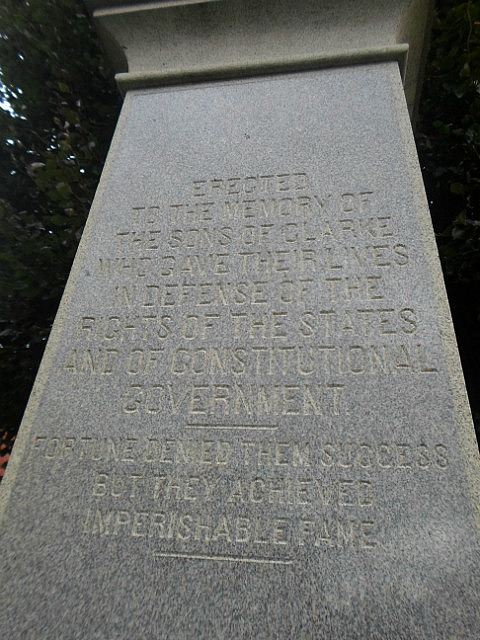 ERECTED
TO THE MEMORY OF
THE SONS OF CLARKE
WHO GAVE THEIR LIVES
IN DEFENSE OF THE
RIGHTS OF THE STATES
AND OF CONSTITUTIONAL
GOVERNMENT.
FORTUNE DENIED THEM SUCCESS
BUT THEY ACHIEVED
IMPERISHABLE FAME.